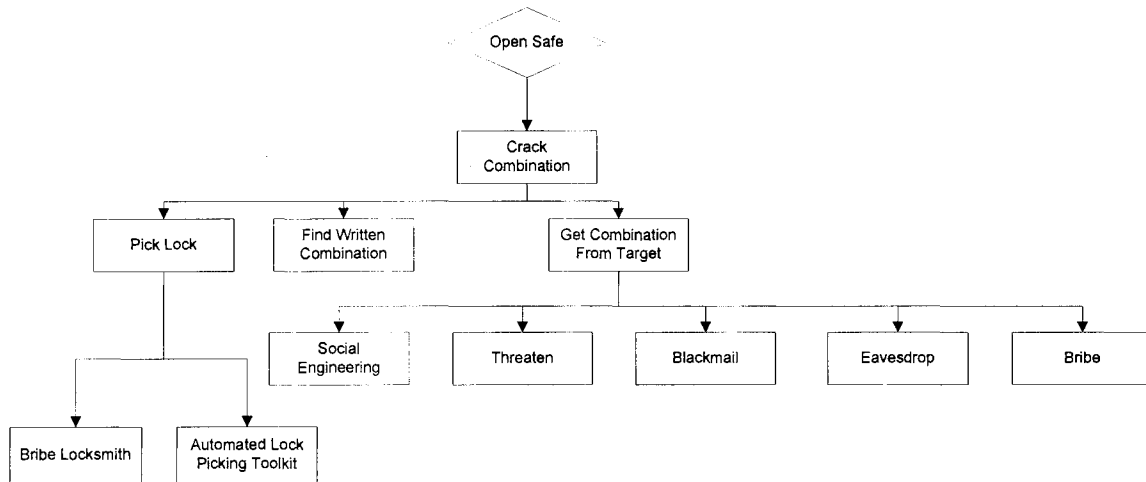 Open Safe
Crack
Combination
Pick Lock
Find Written
Combination
Get Combination
From Target
Social
Engineering
Threaten
Blackmail
Eavesdrop
Bribe
Bribe Locksmith
Automated Lock
Picking Toolkit